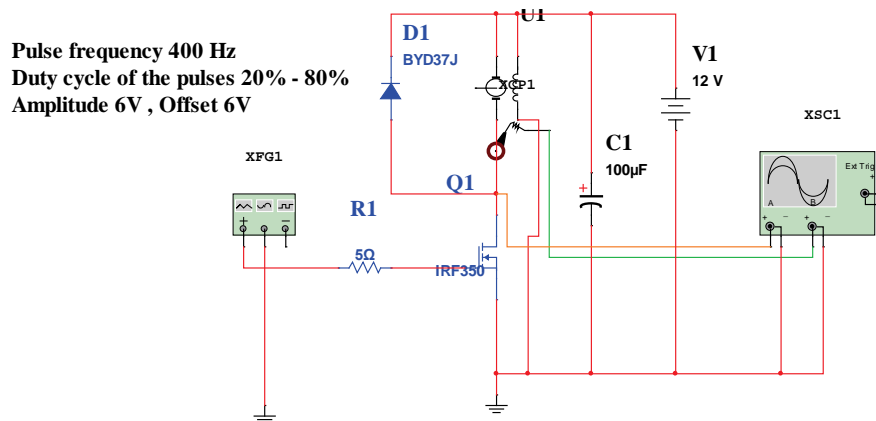 Pulse frequency 400 Hz
Duty cycle of the pulses 20% - 80%
Amplitude 6V , Offset 6V
U1
D1
BYD37J
XCP1
V1
12 V
XSC1
C1
100µF
Ext Trig
+
A
B
+
–
+
–
XFG1
Q1
R1
+
–
5Ω
IRF350
+